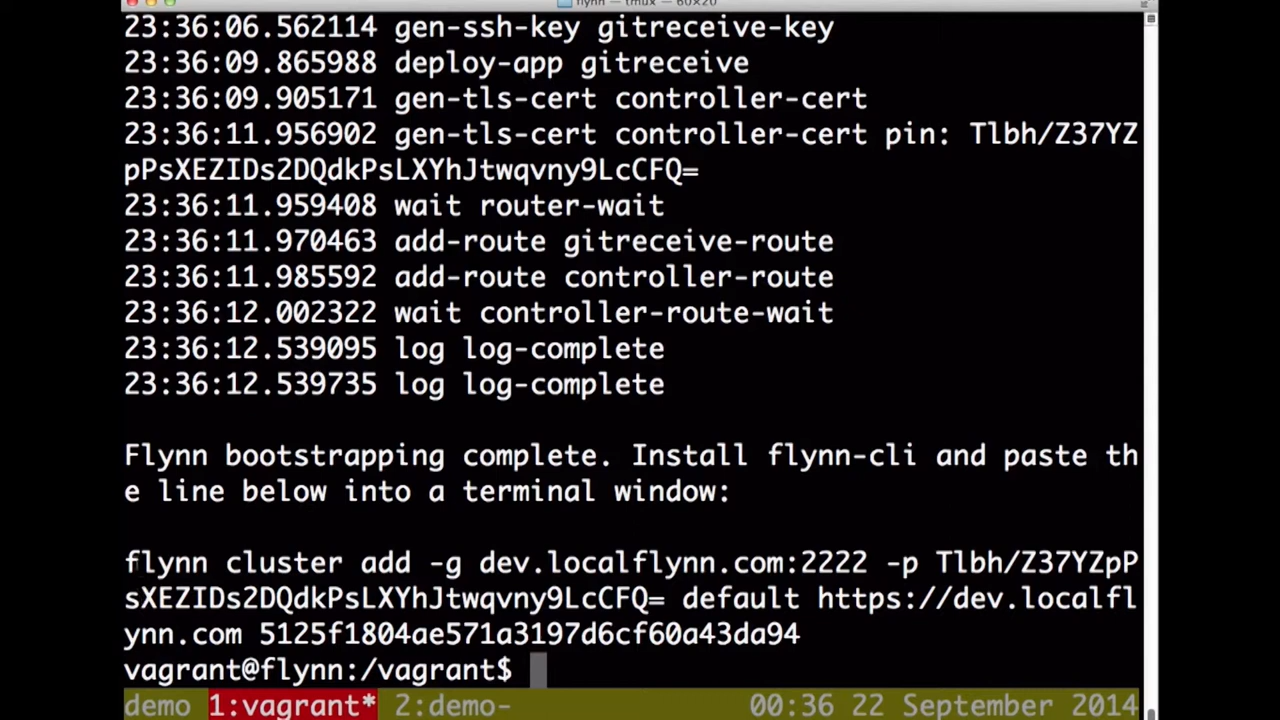 flynn — tmux — 60×20
23:36:06.562114 gen-ssh-key gitreceive-key
23:36:09.865988 deploy-app gitreceive
23:36:09.905171 gen-tls-cert controller-cert
23:36:11.956902 gen-tls-cert controller-cert pin: Tlbh/Z37YZ
pPsXEZIDs2DQdkPsLXYhJtwqvny9LcCFQ=
23:36:11.959408 wait router-wait
23:36:11.970463 add-route gitreceive-route
23:36:11.985592 add-route controller-route
23:36:12.002322 wait controller-route-wait
23:36:12.539095 log log-complete
23:36:12.539735 log log-complete
Flynn bootstrapping complete. Install flynn-cli and paste th
e line below into a terminal window:
flynn cluster add -g dev.localflynn.com:2222 -p Tlbh/Z37YZpP
sXEZIDs2DQdkPsLXYhJtwqvny9LcCFQ= default https://dev.localfl
ynn.com 5125f1804ae571a3197d6cf60a43da94
vagrant@flynn:/vagrant$
demo 1:vagrant* 2:demo- 00:36 22 September 2014